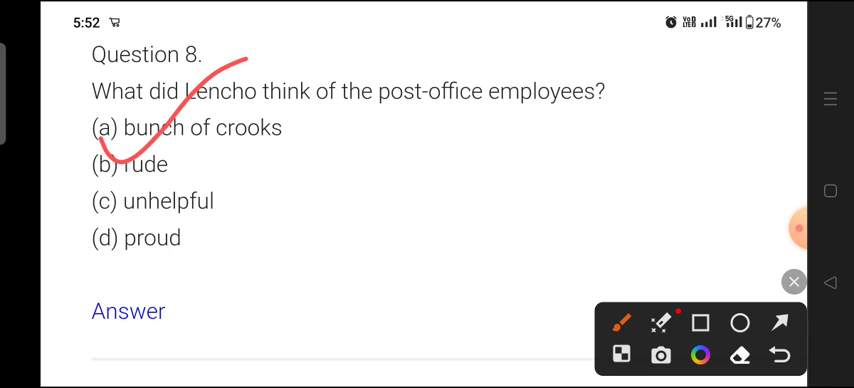 5:52
27%
Question 8.
What did Lencho think of the post-office employees?
(a) bunch of crooks
(b) rude
(c) unhelpful
(d) proud
Answer